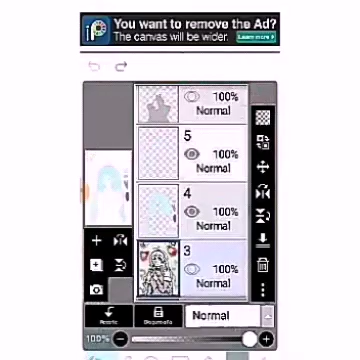 You want to remove the Ad?
The canvas will be wider.
Learn more >
100%
Normal
5
100%
Normal
4
100%
Normal
3
100%
Normal
Normal
100%